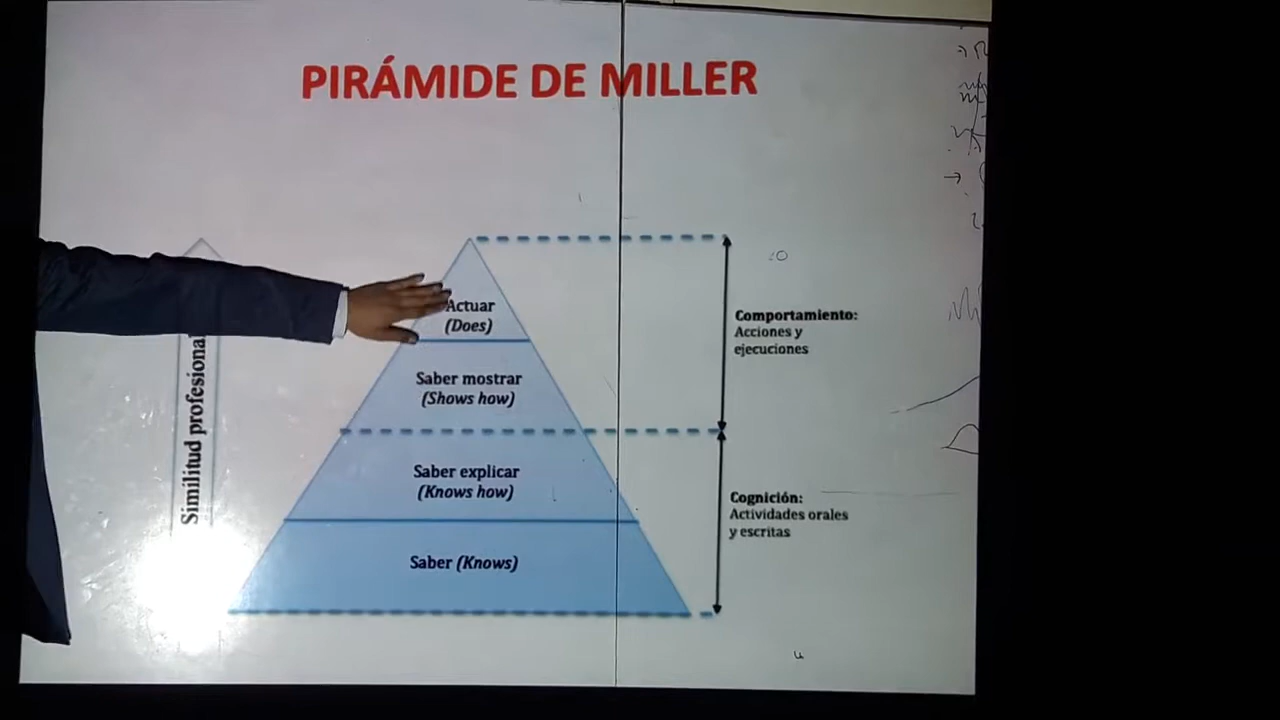 PIRÁMIDE DE MILLER
Similitud profesional
Actuar
(Does)
Saber mostrar
(Shows how)
Saber explicar
(Knows how)
Saber (Knows)
Comportamiento:
Acciones y
ejecuciones
Cognición:
Actividades orales
y escritas